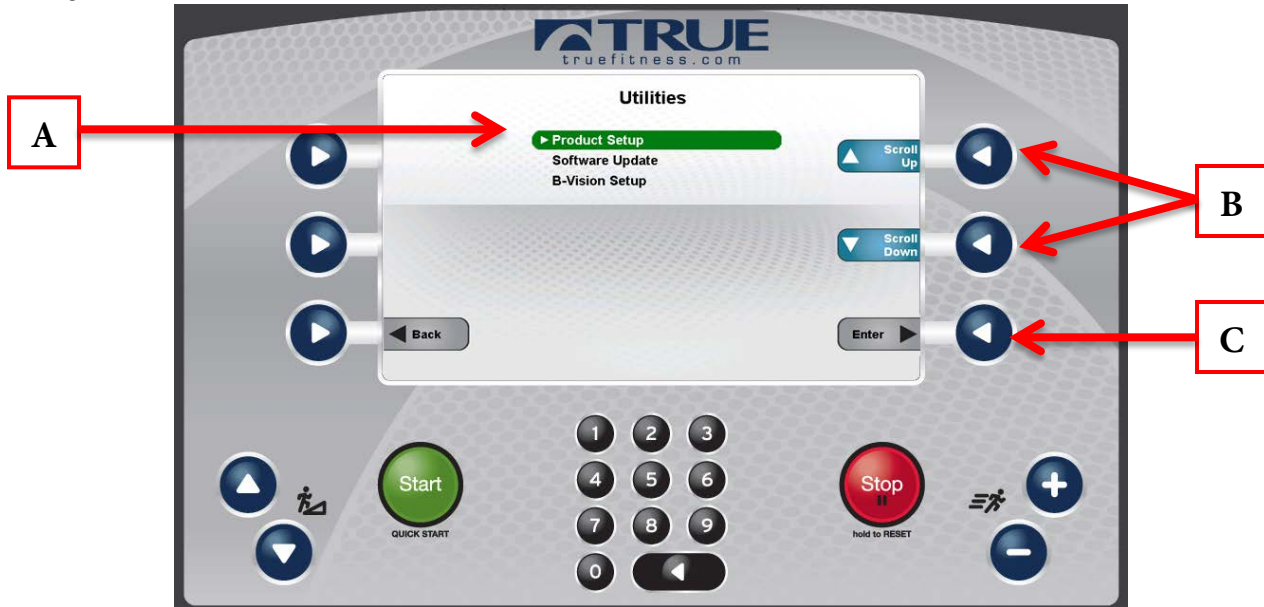 TRUE
truefitness.com
Utilities
A
Product Setup
Software Update
B-Vision Setup
Scroll
Up
B
Scroll
Down
Back
Enter
C
1 2 3
Start
4 5 6
Stop
QUICK START
7 8 9
hold to RESET
0